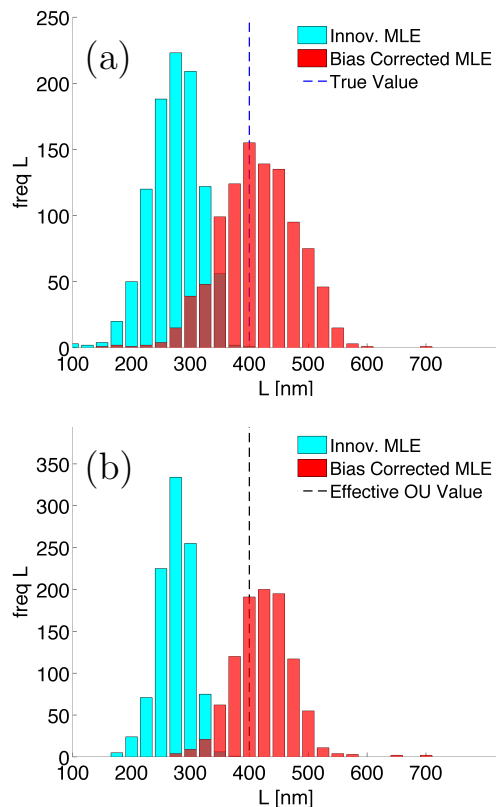 (a)
250
200
150
100
50
0
freq L
Innov. MLE
Bias Corrected MLE
True Value
100 200 300 400 500 600 700
L [nm]
(b)
350
300
250
200
150
100
50
0
freq L
Innov. MLE
Bias Corrected MLE
Effective OU Value
100 200 300 400 500 600 700
L [nm]